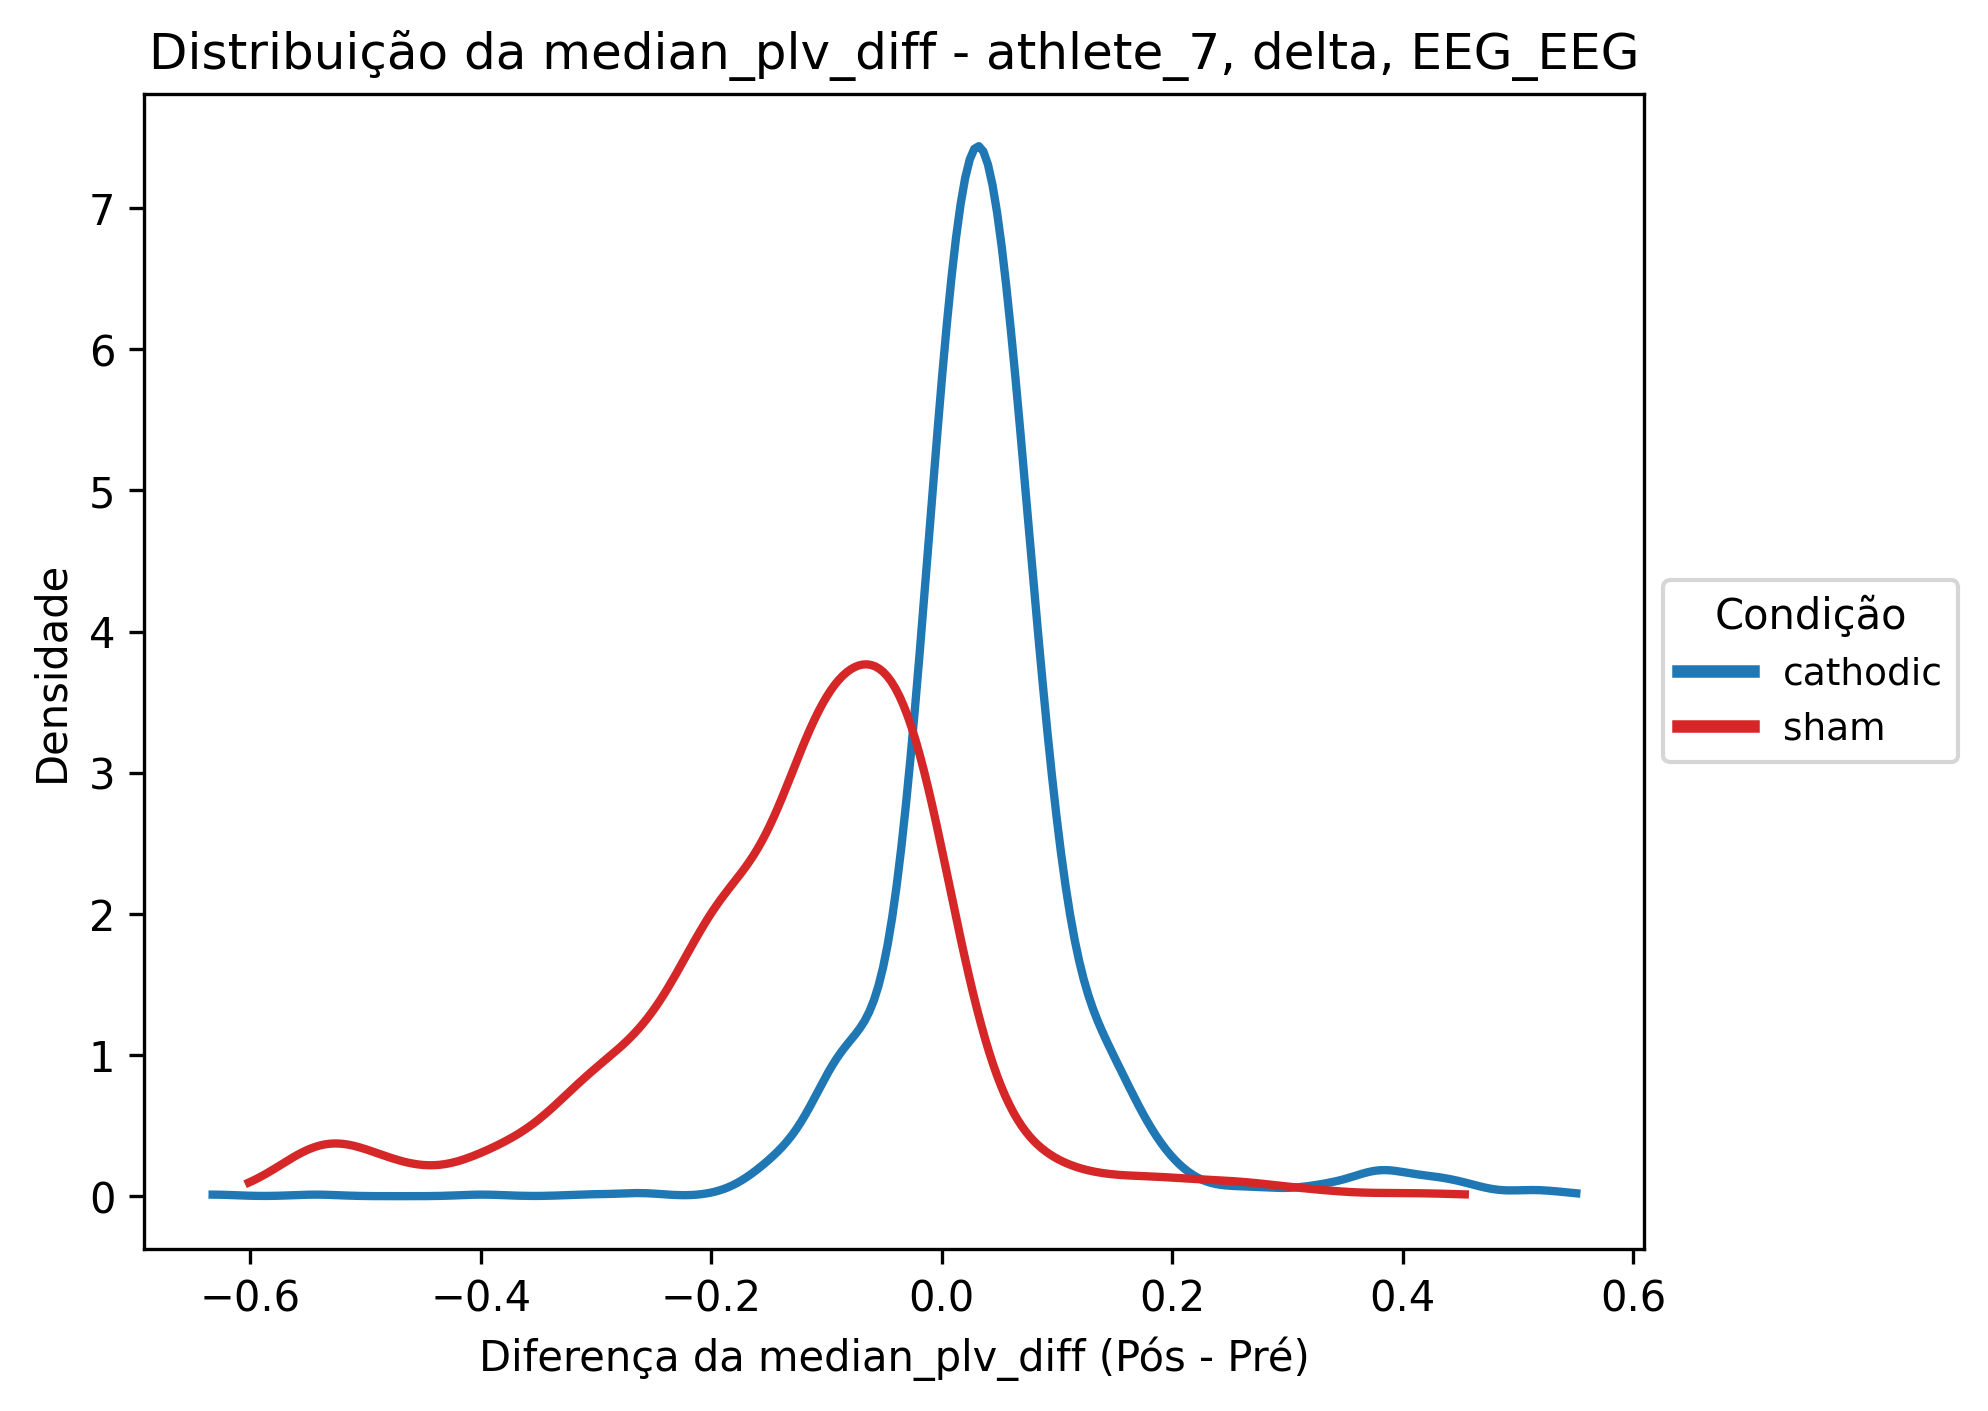 Distribuição da median_plv_diff - athlete_7, delta, EEG_EEG
Densidade
7
6
5
4
3
2
1
0
−0.6 −0.4 −0.2 0.0 0.2 0.4 0.6
Diferença da median_plv_diff (Pós - Pré)
Condição
cathodic
sham